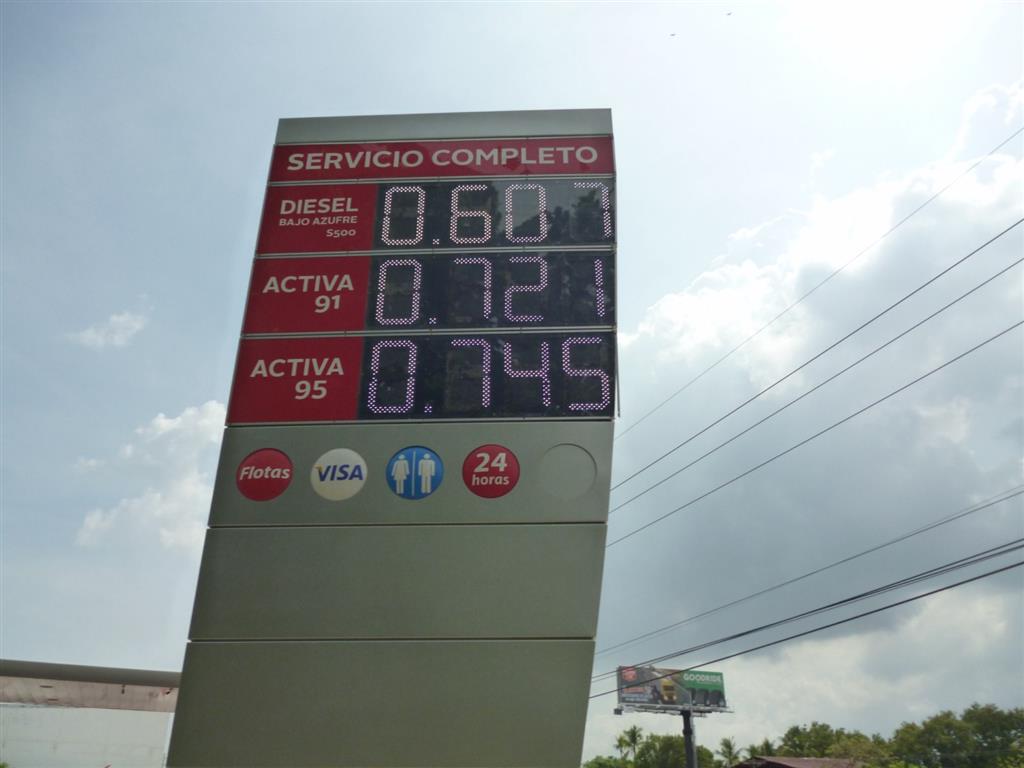 SERVICIO COMPLETO
DIESEL
BAJO AZUFRE
S500
0.607
ACTIVA
91
0.721
ACTIVA
95
0.745
Flotas
VISA
24
horas
GOODRIDE